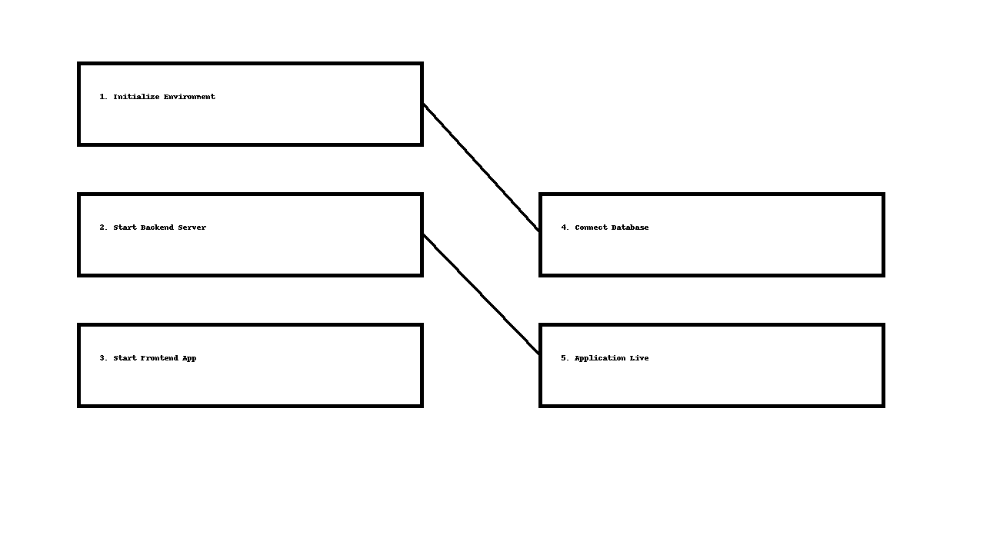 1. Initialize Environment
2. Start Backend Server
3. Start Frontend App
4. Connect Database
5. Application Live